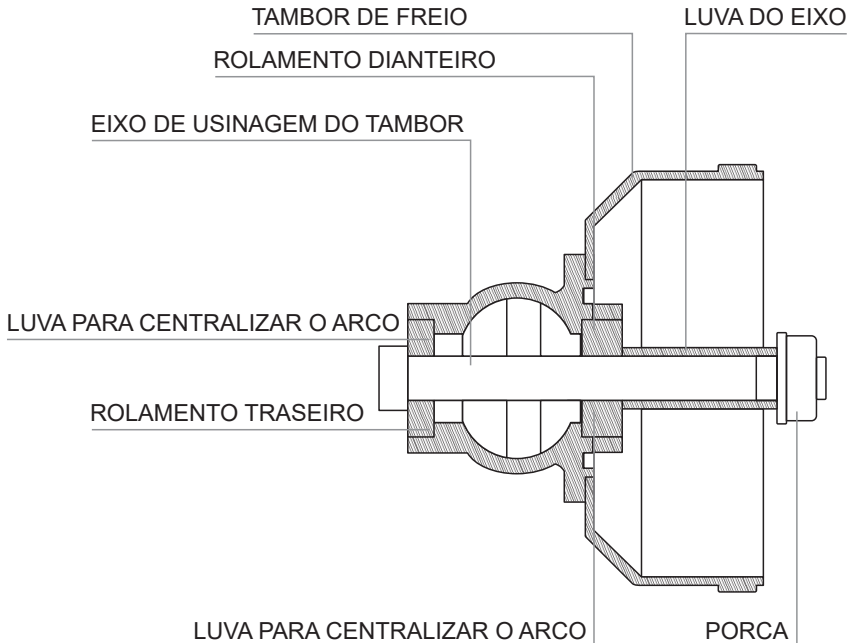 TAMBOR DE FREIO
LUVA DO EIXO
ROLAMENTO DIANTEIRO
EIXO DE USINAGEM DO TAMBOR
LUVA PARA CENTRALIZAR O ARCO
ROLAMENTO TRASEIRO
LUVA PARA CENTRALIZAR O ARCO
PORCA